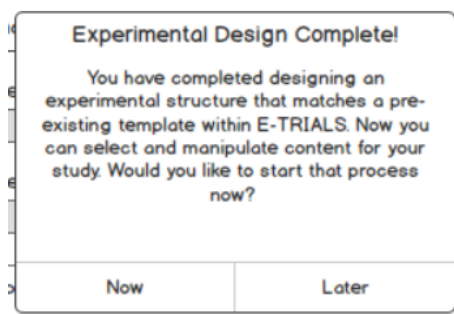 Experimental Design Complete!
You have completed designing an
experimental structure that matches a pre-
existing template within E-TRIALS. Now you
can select and manipulate content for your
study. Would you like to start that process
now?
Now
Later